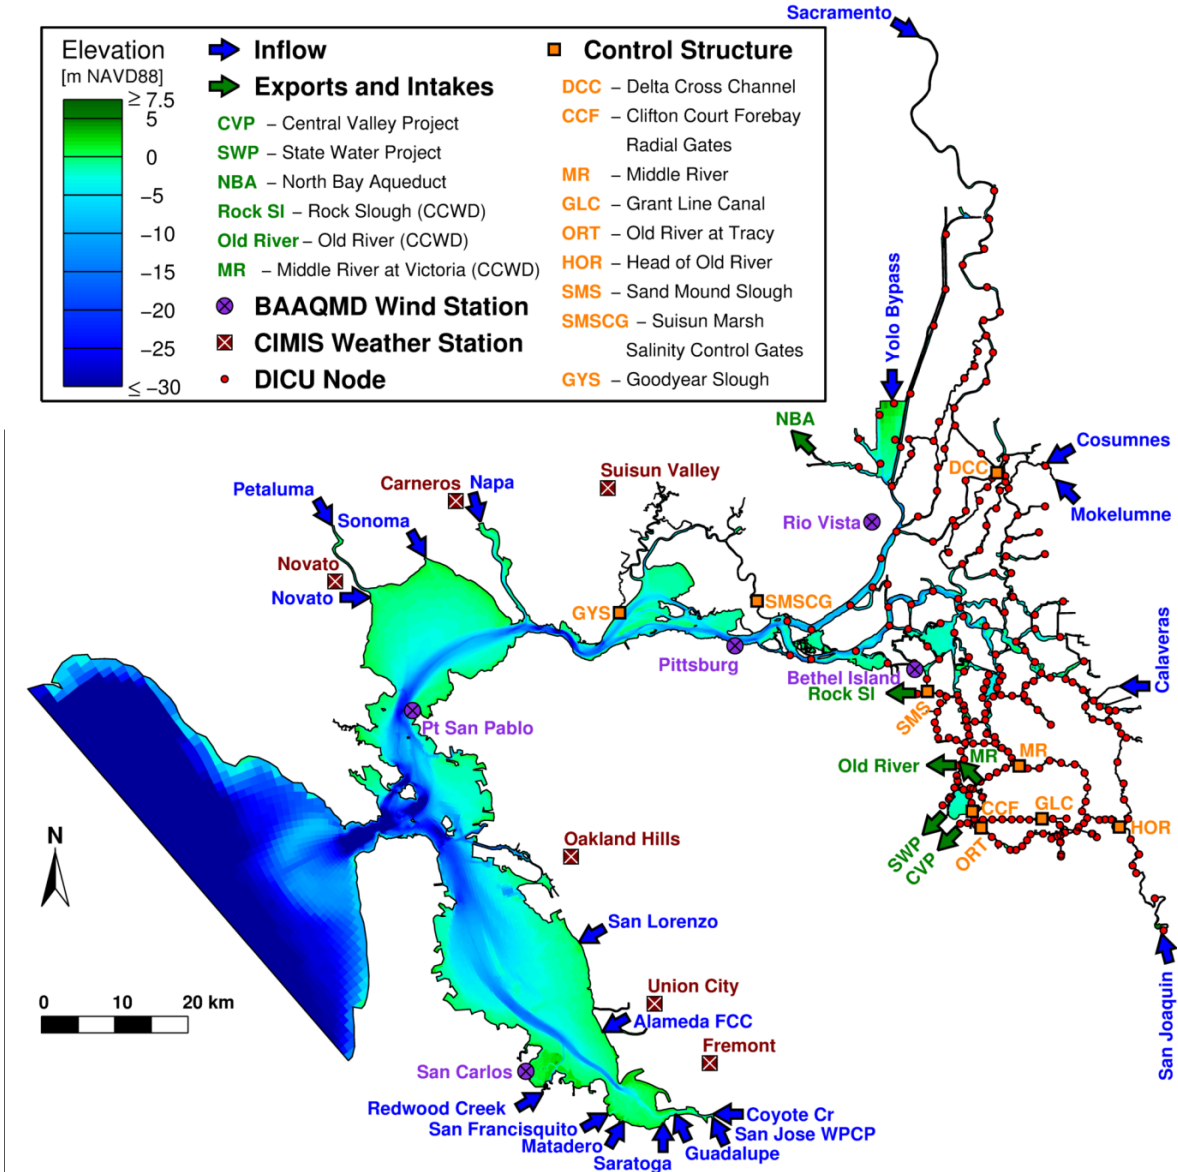 Sacramento
Elevation
[m NAVD88]
≥ 7.5
5
0
−5
−10
−15
−20
−25
≤ −30
Inflow
Exports and Intakes
CVP – Central Valley Project
SWP – State Water Project
NBA – North Bay Aqueduct
Rock Sl – Rock Slough (CCWD)
Old River – Old River (CCWD)
MR – Middle River at Victoria (CCWD)
BAAQMD Wind Station
CIMIS Weather Station
DICU Node
Control Structure
DCC – Delta Cross Channel
CCF – Clifton Court Forebay
Radial Gates
MR – Middle River
GLC – Grant Line Canal
ORT – Old River at Tracy
HOR – Head of Old River
SMS – Sand Mound Slough
SMSCG – Suisun Marsh
Salinity Control Gates
GYS – Goodyear Slough
Yolo Bypass
NBA
Cosumnes
DCC
Mokelumne
Suisun Valley
Carneros
Napa
Petaluma
Sonoma
Rio Vista
Novato
Novato
GYS
SMSCG
Pittsburg
Bethel Island
Rock Sl
Calaveras
SMS
Pt San Pablo
MR
MR
Old River
CCF
GLC
HOR
SWP
CVP
ORT
N
Oakland Hills
San Lorenzo
0 10 20 km
Union City
Alameda FCC
Fremont
San Joaquin
San Carlos
Redwood Creek
San Francisquito
Matadero
Saratoga
Coyote Cr
San Jose WPCP
Guadalupe